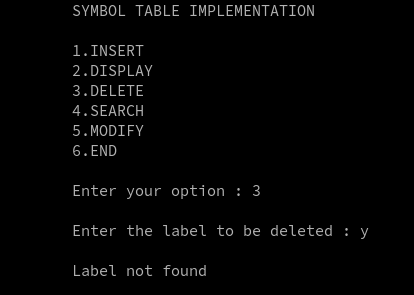 SYMBOL TABLE IMPLEMENTATION
1.INSERT
2.DISPLAY
3.DELETE
4.SEARCH
5.MODIFY
6.END
Enter your option : 3
Enter the label to be deleted : y
Label not found